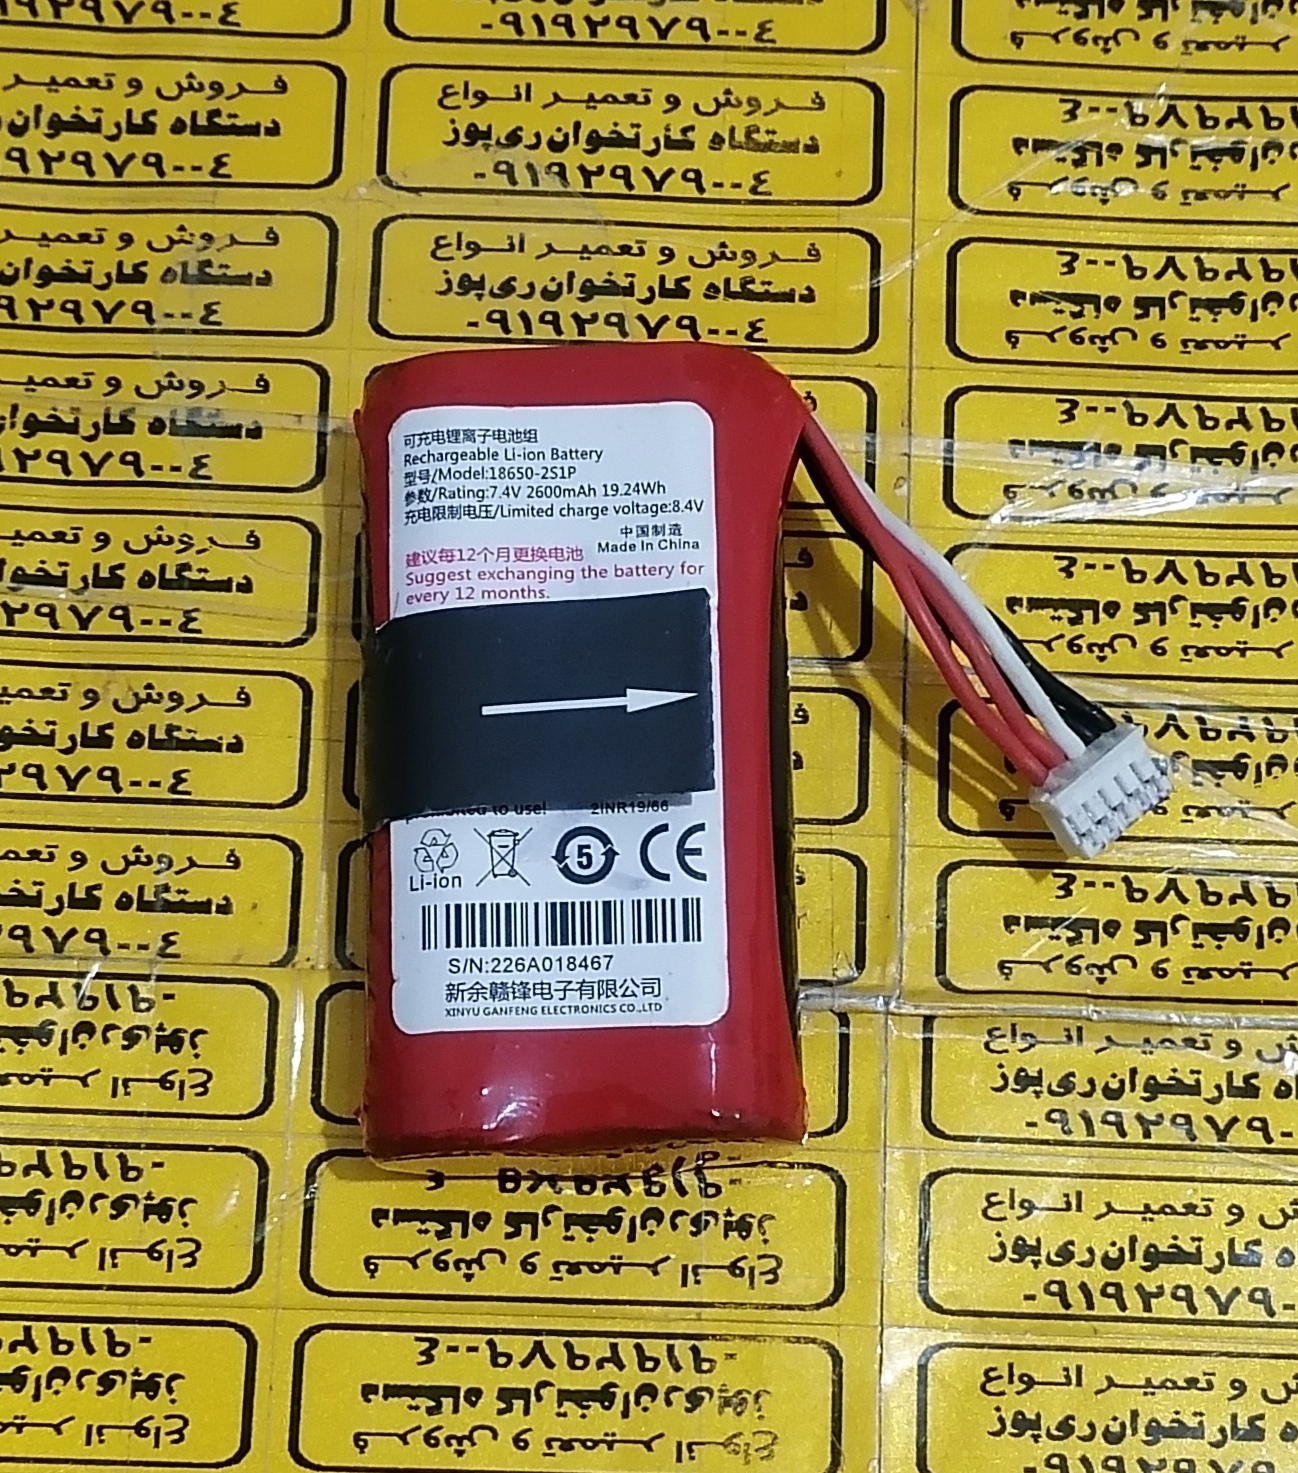 فروش و تعمیر انواع
دستگاه کارتخوان ری‌پوز
۰۹۱۹۲۹۷۹۰۰۴
可充电锂离子电池组
Rechargeable Li-ion Battery
型号/Model:18650-2S1P
参数/Rating:7.4V 2600mAh 19.24Wh
充电限制电压/Limited charge voltage:8.4V
中国制造
Made In China
建议每12个月更换电池
Suggest exchanging the battery for
every 12 months.
to use! 2INR19/66
Li-ion
5
CE
S/N:226A018467
新余赣锋电子有限公司
XINYU GANFENG ELECTRONICS CO.,LTD